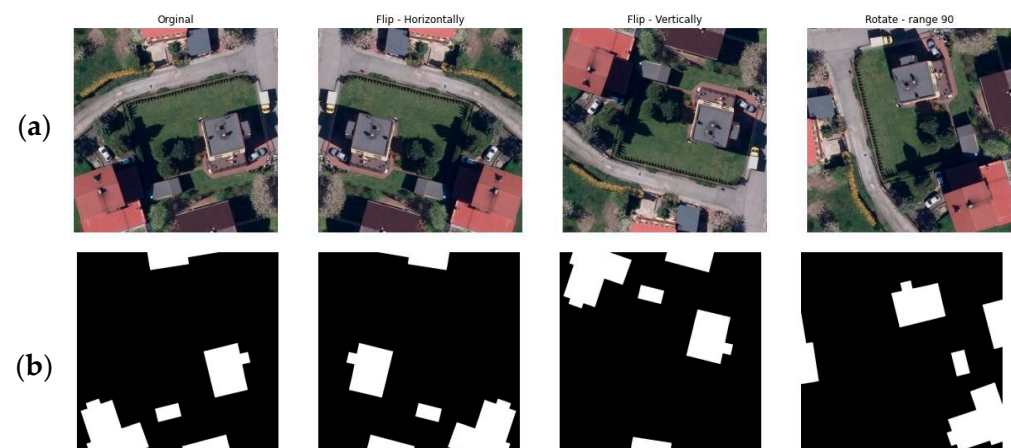 Orginal
Flip - Horizontally
Flip - Vertically
Rotate - range 90
(a)
(b)